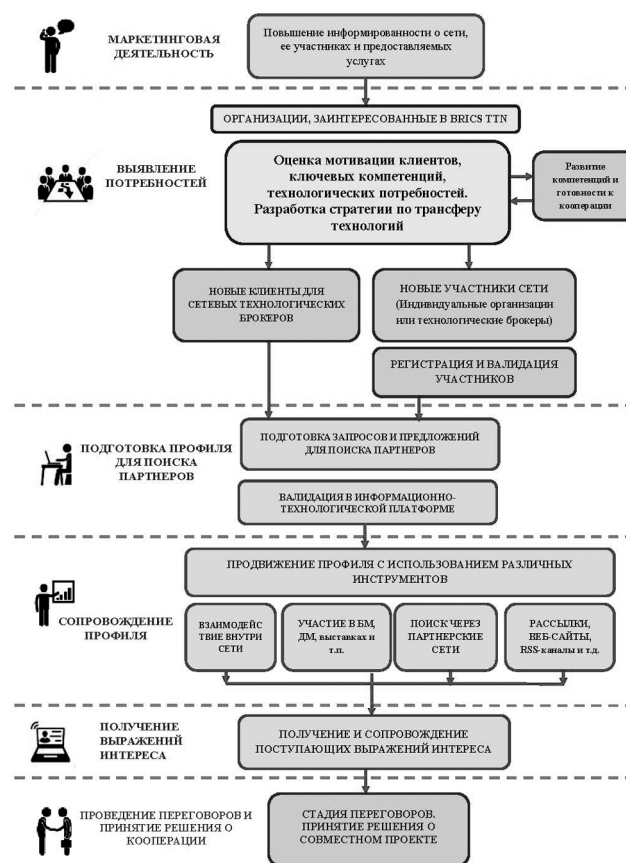 МАРКЕТИНГОВАЯ
ДЕЯТЕЛЬНОСТЬ
Повышение информированности о сети,
ее участниках и предоставляемых
услугах
ОРГАНИЗАЦИИ, ЗАИНТЕРЕСОВАННЫЕ В BRICS TTN
ВЫЯВЛЕНИЕ
ПОТРЕБНОСТЕЙ
Оценка мотивации клиентов,
ключевых компетенций,
технологических потребностей.
Разработка стратегии по трансферу
технологий
Развитие
компетенций и
готовности к
кооперации
НОВЫЕ КЛИЕНТЫ ДЛЯ
СЕТЕВЫХ ТЕХНОЛОГИЧЕСКИХ
БРОКЕРОВ
НОВЫЕ УЧАСТНИКИ СЕТИ
(Индивидуальные организации
или технологические брокеры)
РЕГИСТРАЦИЯ И ВАЛИДАЦИЯ
УЧАСТНИКОВ
ПОДГОТОВКА ПРОФИЛЯ
ДЛЯ ПОИСКА
ПАРТНЕРОВ
ПОДГОТОВКА ЗАПРОСОВ И ПРЕДЛОЖЕНИЙ
ДЛЯ ПОИСКА ПАРТНЕРОВ
ВАЛИДАЦИЯ В ИНФОРМАЦИОННО-
ТЕХНОЛОГИЧЕСКОЙ ПЛАТФОРМЕ
ПРОДВИЖЕНИЕ ПРОФИЛЯ С ИСПОЛЬЗОВАНИЕМ РАЗЛИЧНЫХ
ИНСТРУМЕНТОВ
СОПРОВОЖДЕНИЕ
ПРОФИЛЯ
ВЗАИМОДЕЙС
ТВИЕ ВНУТРИ
СЕТИ
УЧАСТИЕ В БМ,
ДМ, выставках и
т.п.
ПОИСК ЧЕРЕЗ
ПАРТНЕРСКИЕ
СЕТИ
РАССЫЛКИ,
ВЕБ-САЙТЫ,
RSS-каналы и т.д.
ПОЛУЧЕНИЕ
ВЫРАЖЕНИЙ
ИНТЕРЕСА
ПОЛУЧЕНИЕ И СОПРОВОЖДЕНИЕ
ПОСТУПАЮЩИХ ВЫРАЖЕНИЙ ИНТЕРЕСА
ПРОВЕДЕНИЕ ПЕРЕГОВОРОВ И
ПРИНЯТИЕ РЕШЕНИЯ О
КООПЕРАЦИИ
СТАДИЯ ПЕРЕГОВОРОВ,
ПРИНЯТИЕ РЕШЕНИЯ О
СОВМЕСТНОМ ПРОЕКТЕ